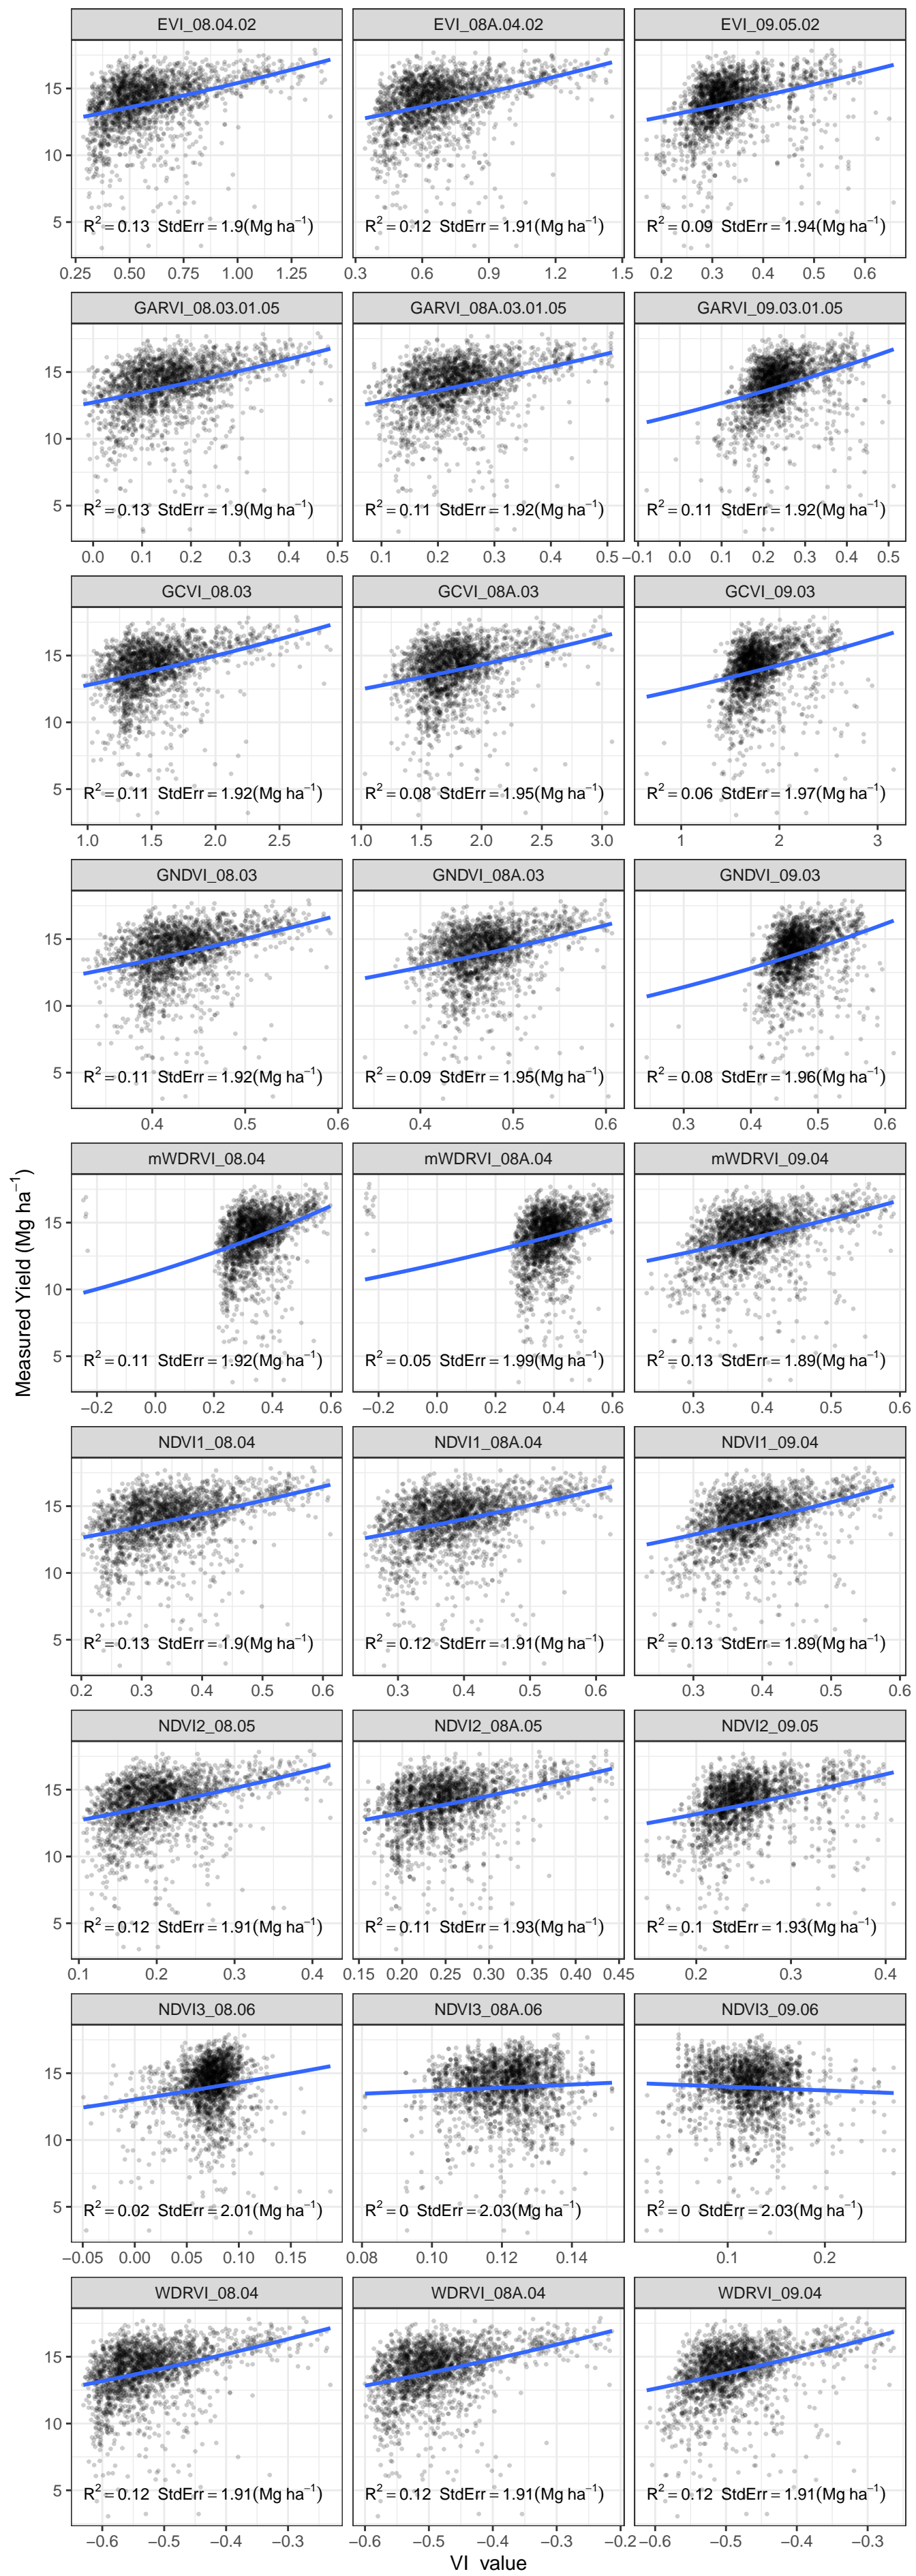 EVI_08.04.02 EVI_08A.04.02 EVI_09.05.02
15
10
5
R² = 0.13 StdErr = 1.9(Mg ha⁻¹) R² = 0.12 StdErr = 1.91(Mg ha⁻¹) R² = 0.09 StdErr = 1.94(Mg ha⁻¹)
0.25 0.50 0.75 1.00 1.25 0.3 0.6 0.9 1.2 1.5 0.2 0.3 0.4 0.5 0.6
GARVI_08.03.01.05 GARVI_08A.03.01.05 GARVI_09.03.01.05
15
10
5
R² = 0.13 StdErr = 1.9(Mg ha⁻¹) R² = 0.11 StdErr = 1.92(Mg ha⁻¹) R² = 0.11 StdErr = 1.92(Mg ha⁻¹)
0.0 0.1 0.2 0.3 0.4 0.5 0.1 0.2 0.3 0.4 0.5 −0.1 0.0 0.1 0.2 0.3 0.4 0.5
GCVI_08.03 GCVI_08A.03 GCVI_09.03
15
10
5
R² = 0.11 StdErr = 1.92(Mg ha⁻¹) R² = 0.08 StdErr = 1.95(Mg ha⁻¹) R² = 0.06 StdErr = 1.97(Mg ha⁻¹)
1.0 1.5 2.0 2.5 1.0 1.5 2.0 2.5 3.0 1 2 3
GNDVI_08.03 GNDVI_08A.03 GNDVI_09.03
15
10
5
R² = 0.11 StdErr = 1.92(Mg ha⁻¹) R² = 0.09 StdErr = 1.95(Mg ha⁻¹) R² = 0.08 StdErr = 1.96(Mg ha⁻¹)
0.4 0.5 0.6 0.4 0.5 0.6 0.3 0.4 0.5 0.6
Measured Yield (Mg ha⁻¹)
mWDRVI_08.04 mWDRVI_08A.04 mWDRVI_09.04
15
10
5
R² = 0.11 StdErr = 1.92(Mg ha⁻¹) R² = 0.05 StdErr = 1.99(Mg ha⁻¹) R² = 0.13 StdErr = 1.89(Mg ha⁻¹)
−0.2 0.0 0.2 0.4 0.6 −0.2 0.0 0.2 0.4 0.6 0.3 0.4 0.5 0.6
NDVI1_08.04 NDVI1_08A.04 NDVI1_09.04
15
10
5
R² = 0.13 StdErr = 1.9(Mg ha⁻¹) R² = 0.12 StdErr = 1.91(Mg ha⁻¹) R² = 0.13 StdErr = 1.89(Mg ha⁻¹)
0.2 0.3 0.4 0.5 0.6 0.3 0.4 0.5 0.6 0.3 0.4 0.5 0.6
NDVI2_08.05 NDVI2_08A.05 NDVI2_09.05
15
10
5
R² = 0.12 StdErr = 1.91(Mg ha⁻¹) R² = 0.11 StdErr = 1.93(Mg ha⁻¹) R² = 0.1 StdErr = 1.93(Mg ha⁻¹)
0.1 0.2 0.3 0.4 0.15 0.20 0.25 0.30 0.35 0.40 0.45 0.2 0.3 0.4
NDVI3_08.06 NDVI3_08A.06 NDVI3_09.06
15
10
5
R² = 0.02 StdErr = 2.01(Mg ha⁻¹) R² = 0 StdErr = 2.03(Mg ha⁻¹) R² = 0 StdErr = 2.03(Mg ha⁻¹)
−0.05 0.00 0.05 0.10 0.15 0.08 0.10 0.12 0.14 0.1 0.2
WDRVI_08.04 WDRVI_08A.04 WDRVI_09.04
15
10
5
R² = 0.12 StdErr = 1.91(Mg ha⁻¹) R² = 0.12 StdErr = 1.91(Mg ha⁻¹) R² = 0.12 StdErr = 1.91(Mg ha⁻¹)
−0.6 −0.5 −0.4 −0.3 −0.6 −0.5 −0.4 −0.3 −0.2 −0.6 −0.5 −0.4 −0.3
VI value